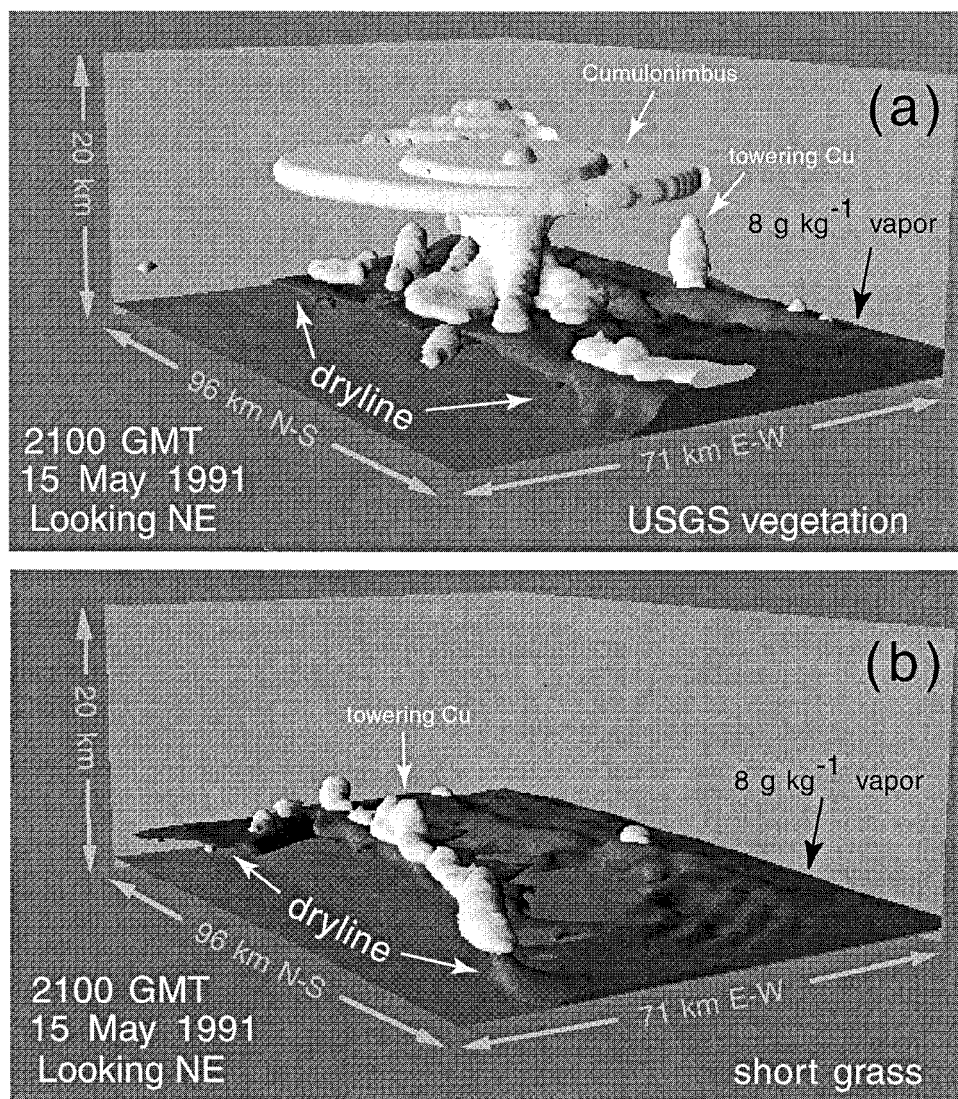 (a)
Cumulonimbus
towering Cu
8 g kg-1 vapor
20 km
dryline
96 km N-S
71 km E-W
2100 GMT
15 May 1991
Looking NE
USGS vegetation
(b)
towering Cu
8 g kg-1 vapor
20 km
dryline
96 km N-S
71 km E-W
2100 GMT
15 May 1991
Looking NE
short grass